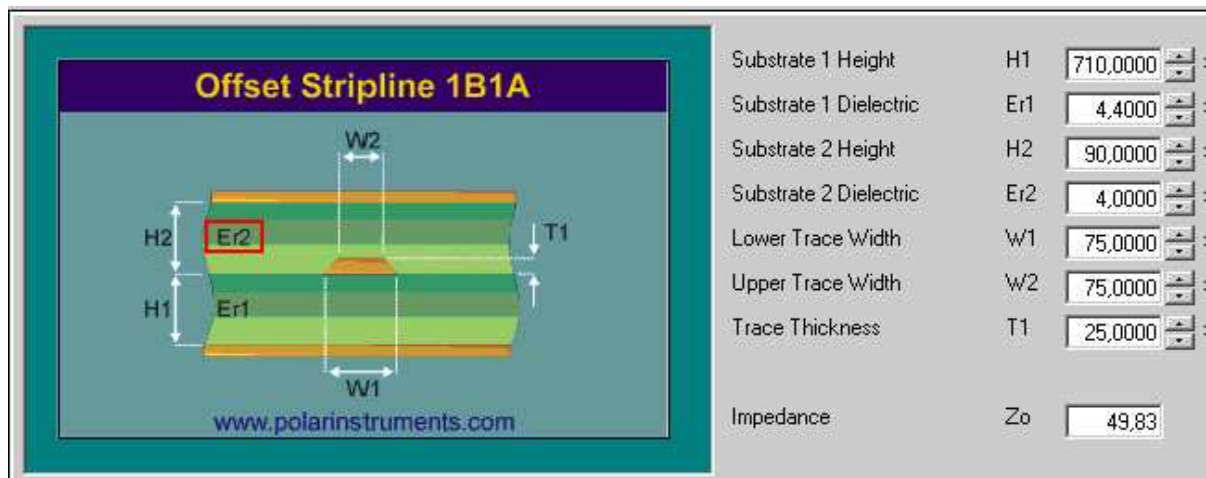 Offset Stripline 1B1A
W2
H2
Er2
T1
H1
Er1
W1
www.polarinstruments.com
Substrate 1 Height H1 710,0000
Substrate 1 Dielectric Er1 4,4000
Substrate 2 Height H2 90,0000
Substrate 2 Dielectric Er2 4,0000
Lower Trace Width W1 75,0000
Upper Trace Width W2 75,0000
Trace Thickness T1 25,0000
Impedance Zo 49,83